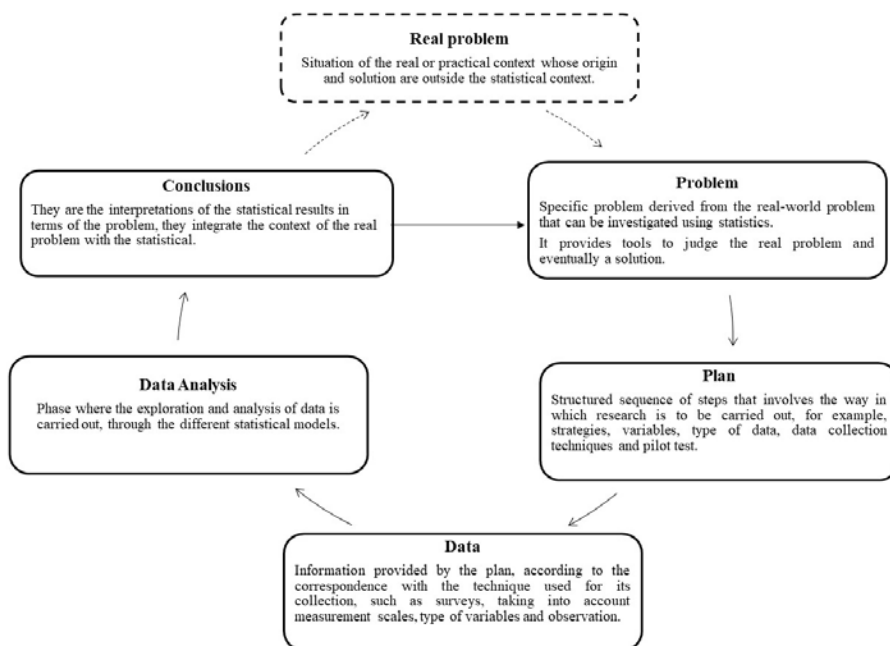 Real problem
Situation of the real or practical context whose origin
and solution are outside the statistical context.
Conclusions
They are the interpretations of the statistical results in
terms of the problem, they integrate the context of the real
problem with the statistical.
Problem
Specific problem derived from the real-world problem
that can be investigated using statistics.
It provides tools to judge the real problem and
eventually a solution.
Data Analysis
Phase where the exploration and analysis of data is
carried out, through the different statistical models.
Plan
Structured sequence of steps that involves the way in
which research is to be carried out, for example,
strategies, variables, type of data, data collection
techniques and pilot test.
Data
Information provided by the plan, according to the
correspondence with the technique used for its
collection, such as surveys, taking into account
measurement scales, type of variables and observation.